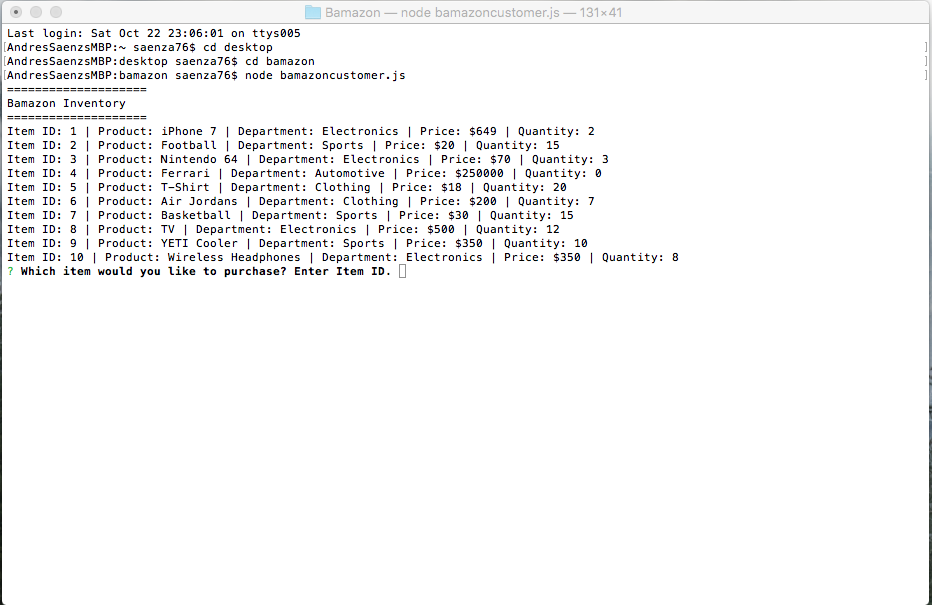 Bamazon — node bamazoncustomer.js — 131×41
Last login: Sat Oct 22 23:06:01 on ttys005
[AndresSaenzsMBP:~ saenza76$ cd desktop ]
[AndresSaenzsMBP:desktop saenza76$ cd bamazon ]
[AndresSaenzsMBP:bamazon saenza76$ node bamazoncustomer.js ]
====================
Bamazon Inventory
====================
Item ID: 1 | Product: iPhone 7 | Department: Electronics | Price: $649 | Quantity: 2
Item ID: 2 | Product: Football | Department: Sports | Price: $20 | Quantity: 15
Item ID: 3 | Product: Nintendo 64 | Department: Electronics | Price: $70 | Quantity: 3
Item ID: 4 | Product: Ferrari | Department: Automotive | Price: $250000 | Quantity: 0
Item ID: 5 | Product: T-Shirt | Department: Clothing | Price: $18 | Quantity: 20
Item ID: 6 | Product: Air Jordans | Department: Clothing | Price: $200 | Quantity: 7
Item ID: 7 | Product: Basketball | Department: Sports | Price: $30 | Quantity: 15
Item ID: 8 | Product: TV | Department: Electronics | Price: $500 | Quantity: 12
Item ID: 9 | Product: YETI Cooler | Department: Sports | Price: $350 | Quantity: 10
Item ID: 10 | Product: Wireless Headphones | Department: Electronics | Price: $350 | Quantity: 8
? Which item would you like to purchase? Enter Item ID.